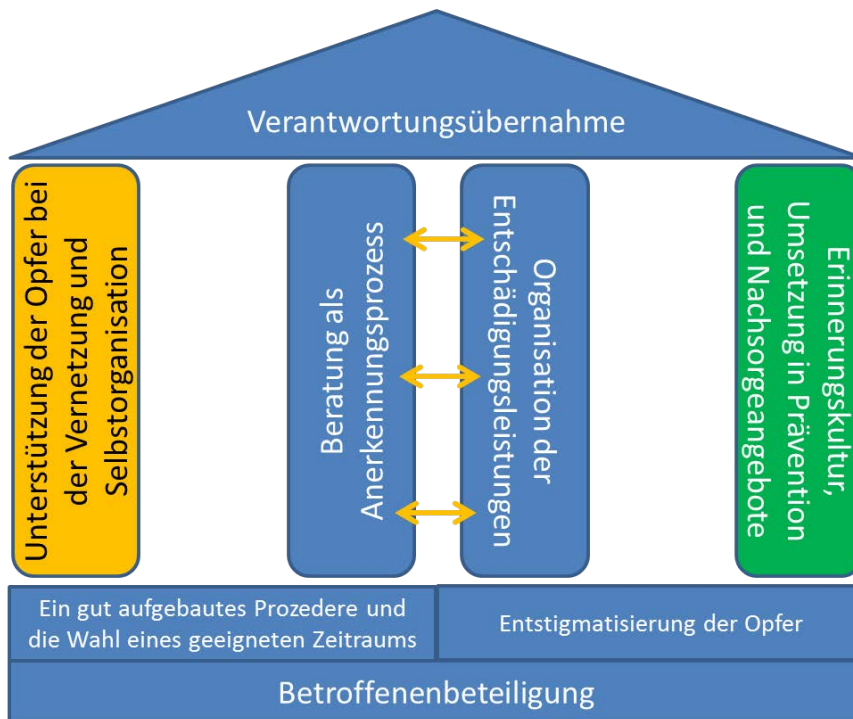 Verantwortungsübernahme
Unterstützung der Opfer bei
der Vernetzung und
Selbstorganisation
Beratung als
Anerkennungsprozess
Organisation der
Entschädigungsleistungen
Erinnerungskultur,
Umsetzung in Prävention
und Nachsorgeangebote
Ein gut aufgebautes Prozedere und
die Wahl eines geeigneten Zeitraums
Entstigmatisierung der Opfer
Betroffenenbeteiligung